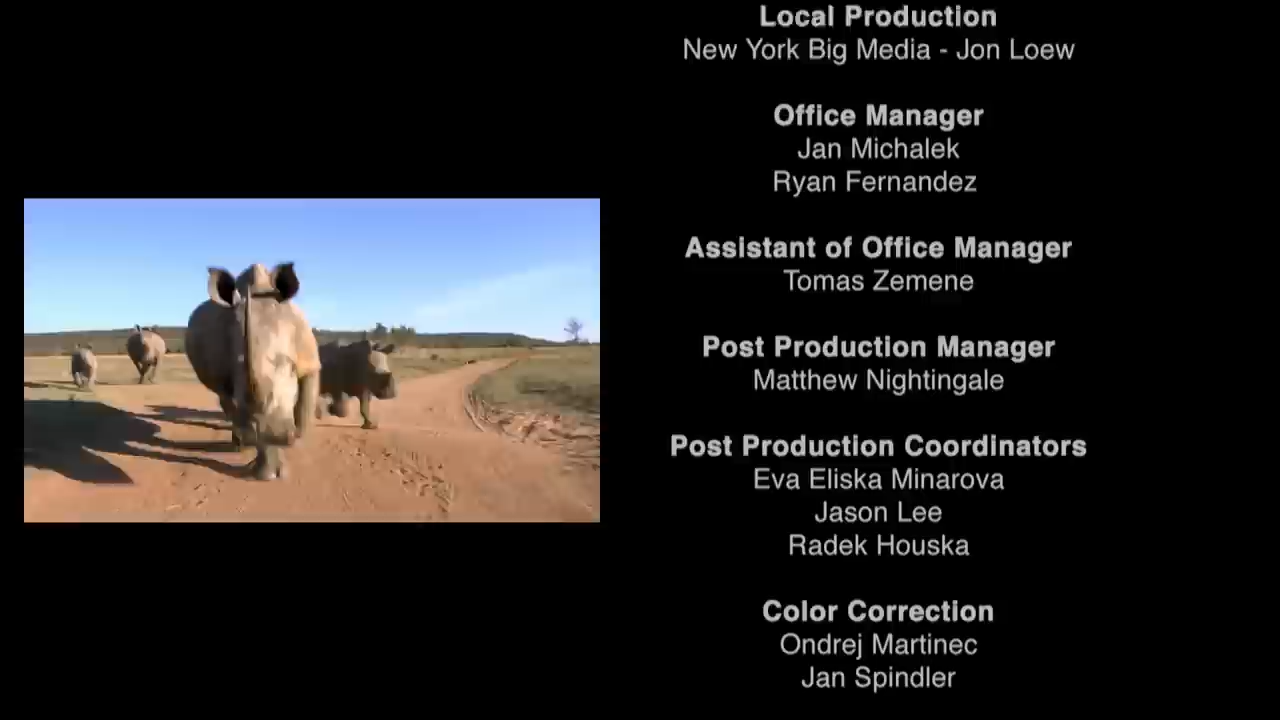 Local Production
New York Big Media - Jon Loew
Office Manager
Jan Michalek
Ryan Fernandez
Assistant of Office Manager
Tomas Zemene
Post Production Manager
Matthew Nightingale
Post Production Coordinators
Eva Eliska Minarova
Jason Lee
Radek Houska
Color Correction
Ondrej Martinec
Jan Spindler